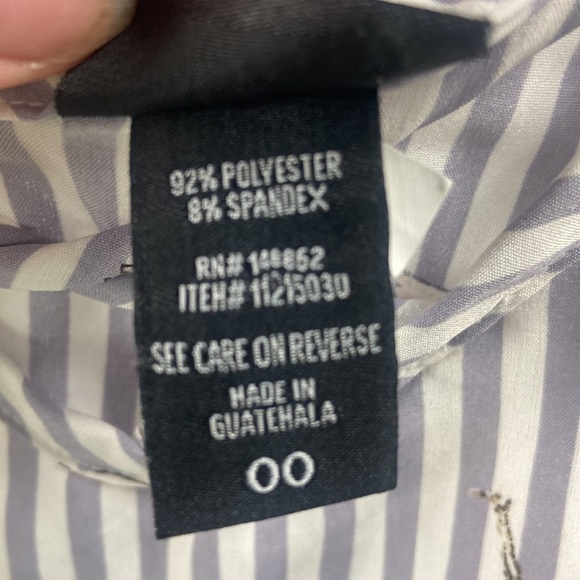 92% POLYESTER
8% SPANDEX
RN#
ITEM# 11215030
SEE CARE ON REVERSE
MADE IN
GUATEMALA
00